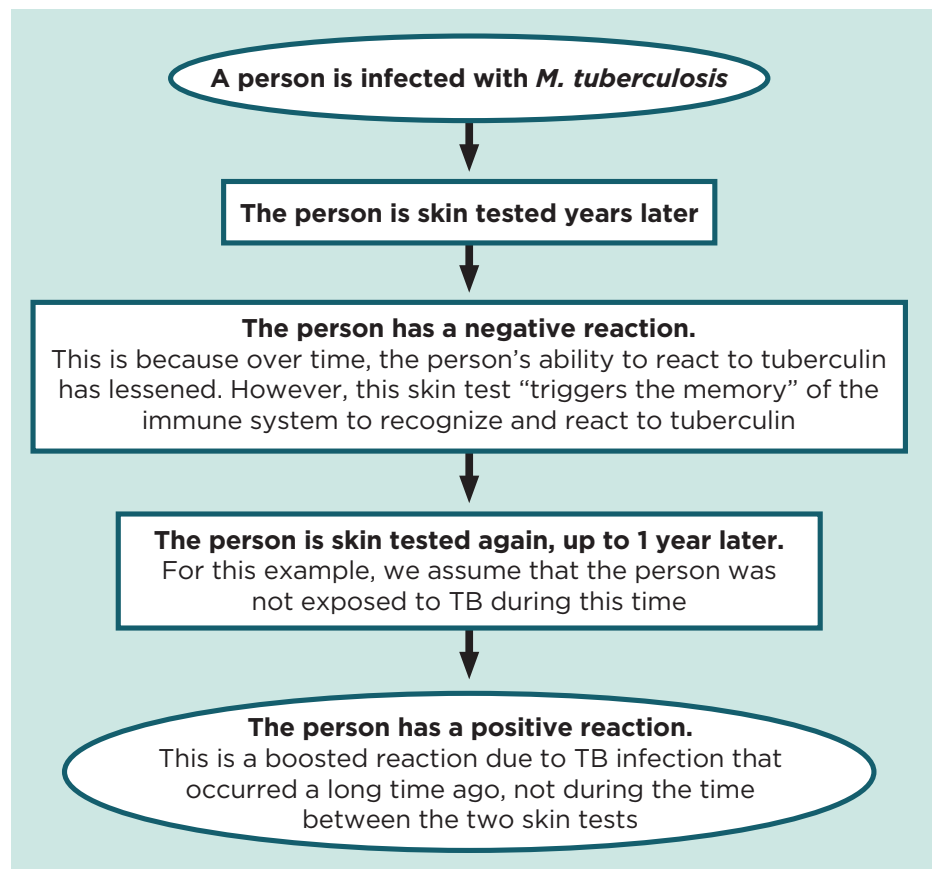 A person is infected with M. tuberculosis
The person is skin tested years later
The person has a negative reaction.
This is because over time, the person’s ability to react to tuberculin
has lessened. However, this skin test “triggers the memory” of the
immune system to recognize and react to tuberculin
The person is skin tested again, up to 1 year later.
For this example, we assume that the person was
not exposed to TB during this time
The person has a positive reaction.
This is a boosted reaction due to TB infection that
occurred a long time ago, not during the time
between the two skin tests